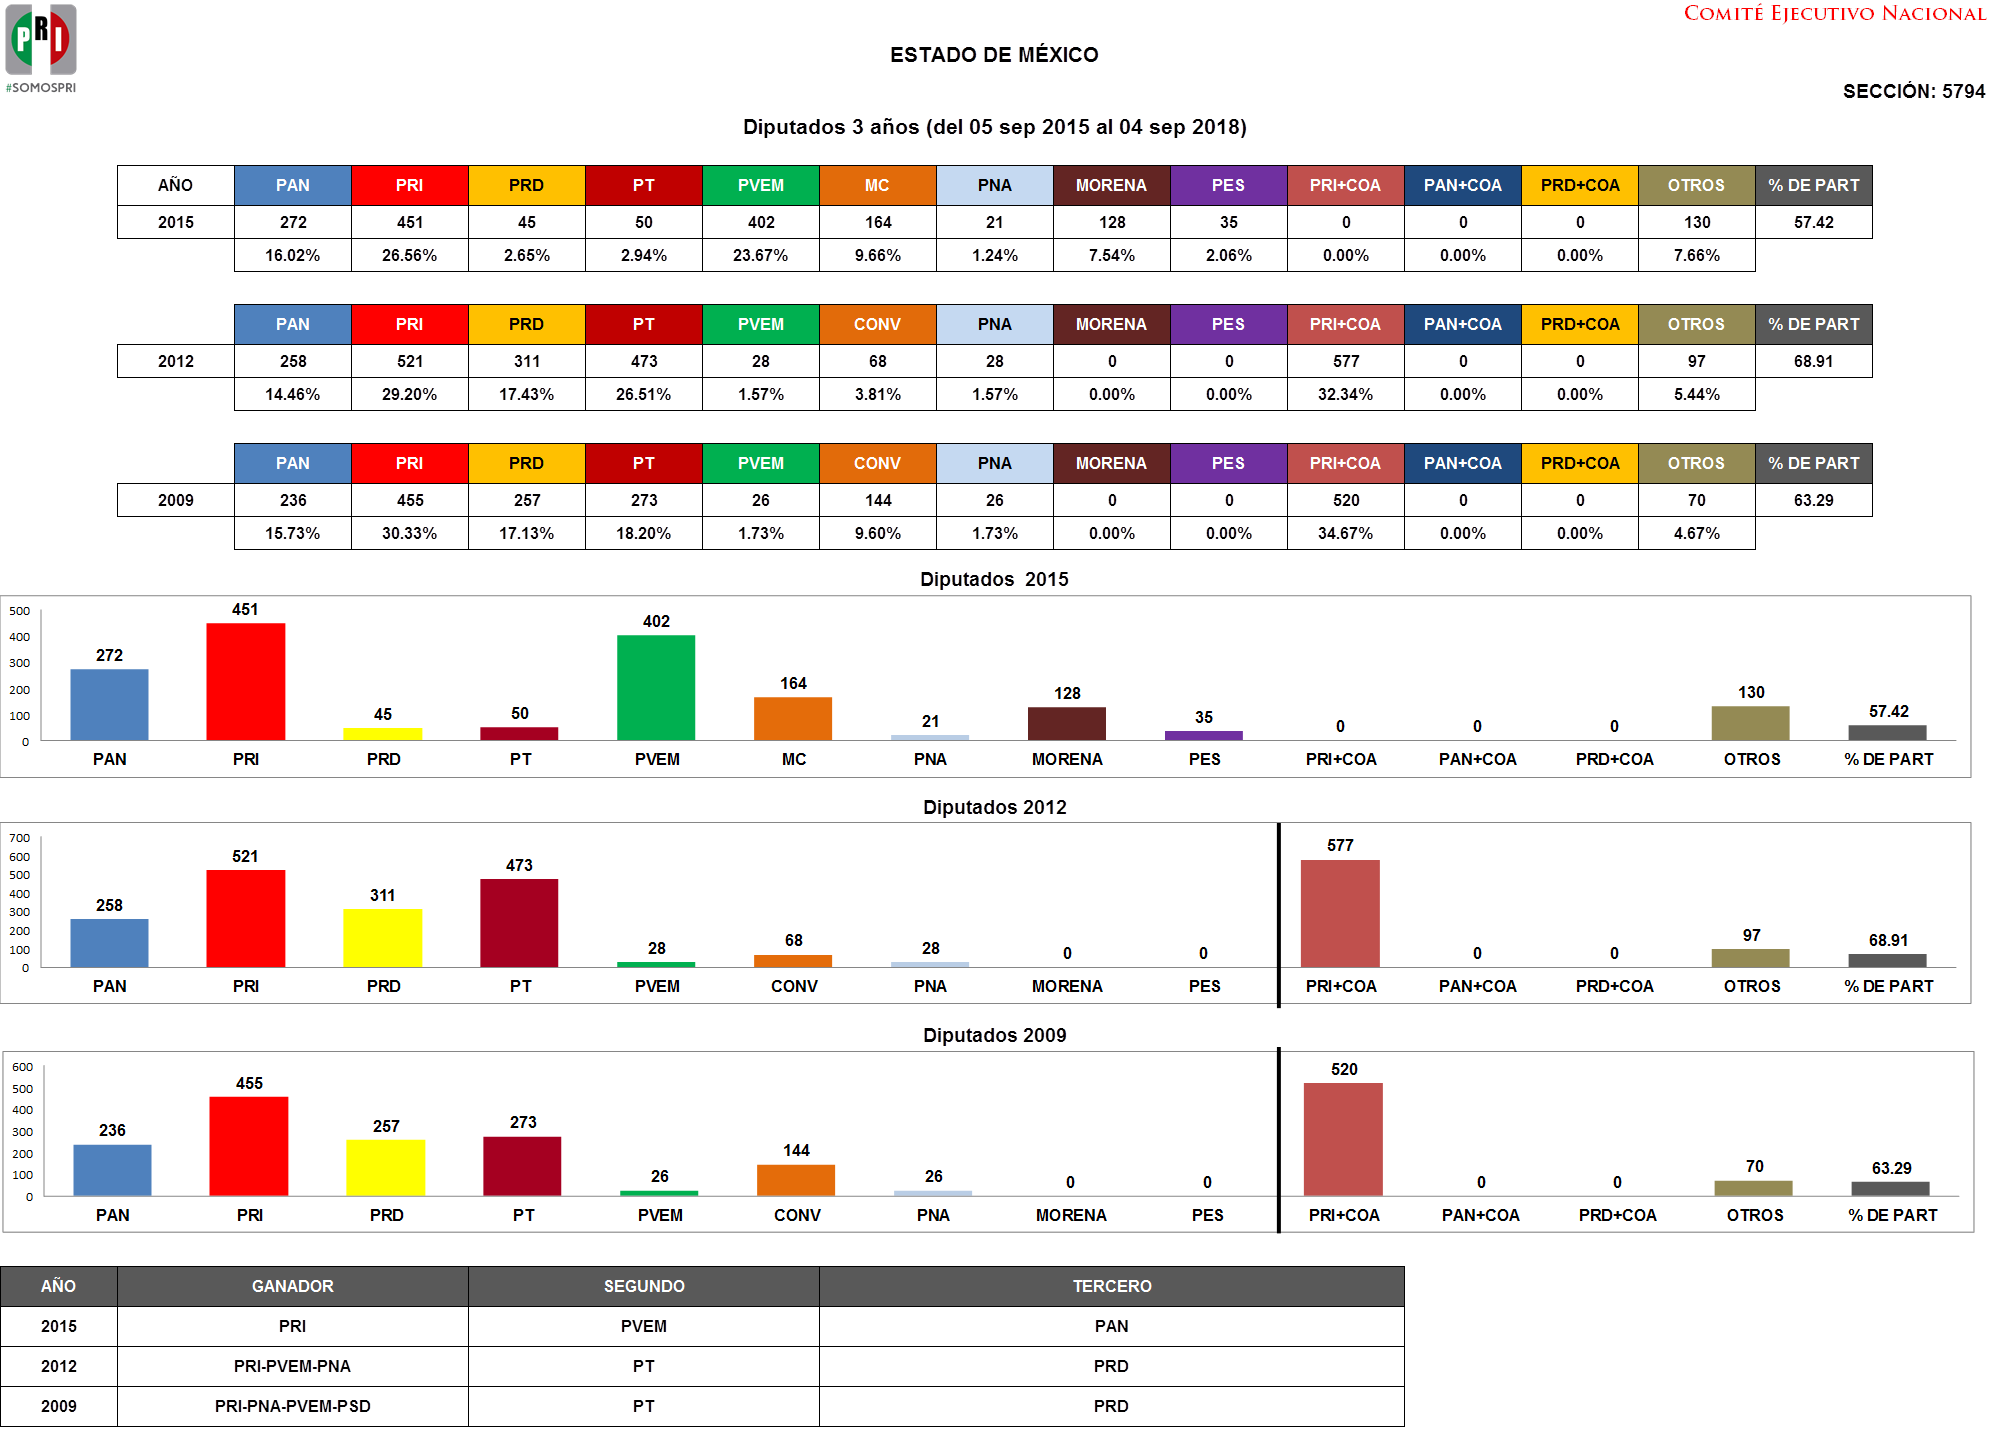 PRI
#SOMOSPRI
COMITÉ EJECUTIVO NACIONAL
ESTADO DE MÉXICO
SECCIÓN: 5794
Diputados 3 años (del 05 sep 2015 al 04 sep 2018)
AÑO PAN PRI PRD PT PVEM MC PNA MORENA PES PRI+COA PAN+COA PRD+COA OTROS % DE PART
2015 272 451 45 50 402 164 21 128 35 0 0 0 130 57.42
16.02% 26.56% 2.65% 2.94% 23.67% 9.66% 1.24% 7.54% 2.06% 0.00% 0.00% 0.00% 7.66%
PAN PRI PRD PT PVEM CONV PNA MORENA PES PRI+COA PAN+COA PRD+COA OTROS % DE PART
2012 258 521 311 473 28 68 28 0 0 577 0 0 97 68.91
14.46% 29.20% 17.43% 26.51% 1.57% 3.81% 1.57% 0.00% 0.00% 32.34% 0.00% 0.00% 5.44%
PAN PRI PRD PT PVEM CONV PNA MORENA PES PRI+COA PAN+COA PRD+COA OTROS % DE PART
2009 236 455 257 273 26 144 26 0 0 520 0 0 70 63.29
15.73% 30.33% 17.13% 18.20% 1.73% 9.60% 1.73% 0.00% 0.00% 34.67% 0.00% 0.00% 4.67%
Diputados 2015
500
400
300
200
100
0
272 451 45 50 402 164 21 128 35 0 0 0 130 57.42
PAN PRI PRD PT PVEM MC PNA MORENA PES PRI+COA PAN+COA PRD+COA OTROS % DE PART
Diputados 2012
700
600
500
400
300
200
100
0
258 521 311 473 28 68 28 0 0 577 0 0 97 68.91
PAN PRI PRD PT PVEM CONV PNA MORENA PES PRI+COA PAN+COA PRD+COA OTROS % DE PART
Diputados 2009
600
500
400
300
200
100
0
236 455 257 273 26 144 26 0 0 520 0 0 70 63.29
PAN PRI PRD PT PVEM CONV PNA MORENA PES PRI+COA PAN+COA PRD+COA OTROS % DE PART
AÑO GANADOR SEGUNDO TERCERO
2015 PRI PVEM PAN
2012 PRI-PVEM-PNA PT PRD
2009 PRI-PNA-PVEM-PSD PT PRD